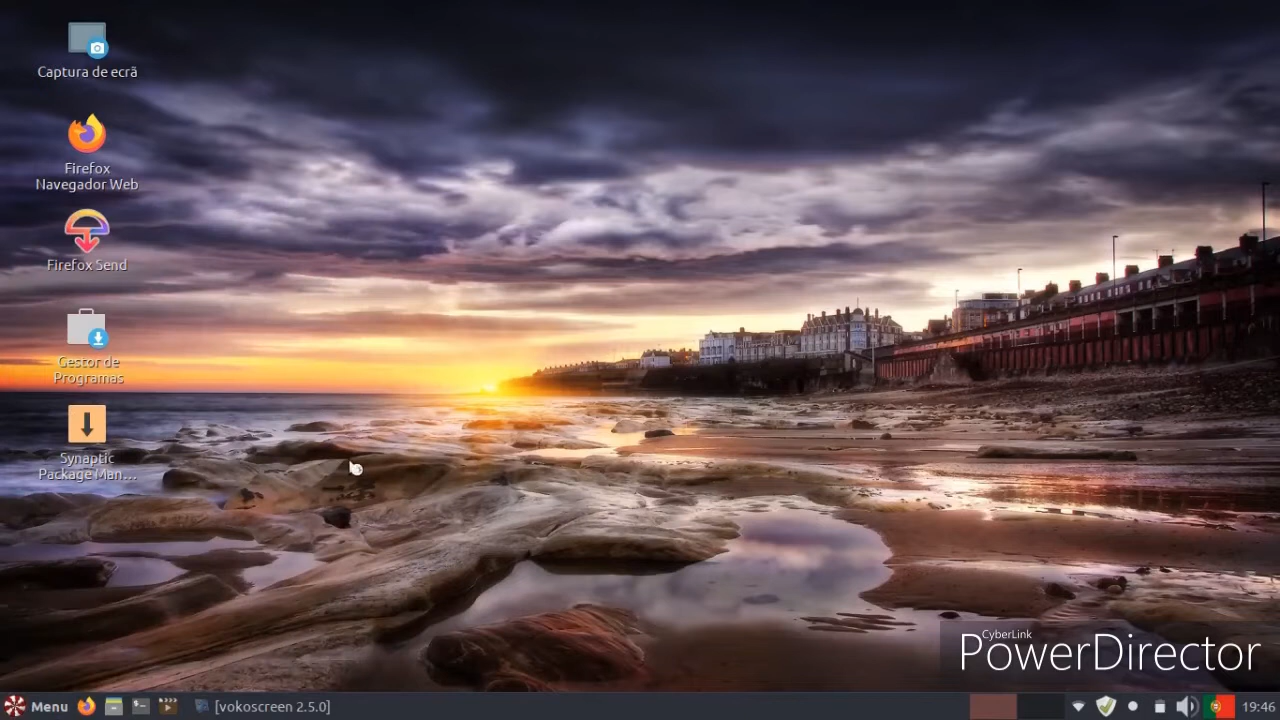 Captura de ecrã
Firefox
Navegador Web
Firefox Send
Gestor de
Programas
Synaptic
Package Man...
CyberLink
PowerDirector
Menu
[vokoscreen 2.5.0]
19:46